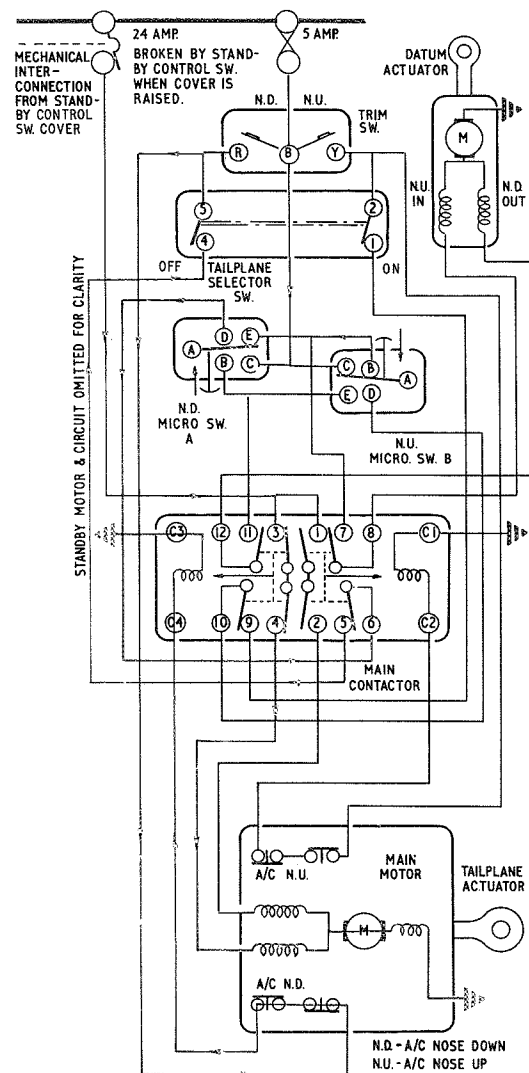 24 AMP.
5 AMP.
MECHANICAL
INTER-
CONNECTION
FROM STAND-
BY CONTROL
SW. COVER
BROKEN BY STAND-
BY CONTROL SW.
WHEN COVER IS
RAISED.
N.D.
N.U.
TRIM
SW.
DATUM
ACTUATOR
M
N.U.
IN
N.D.
OUT
R
B
Y
5
2
4
1
OFF
TAILPLANE
SELECTOR
SW.
ON
STANDBY MOTOR & CIRCUIT OMITTED FOR CLARITY
D
E
A
B
C
N.D.
MICRO SW.
A
C
B
A
E
D
N.U.
MICRO. SW. B
C3
12
11
3
1
7
8
C1
C4
10
9
4
2
5
6
C2
MAIN
CONTACTOR
A/C N.U.
MAIN
MOTOR
TAILPLANE
ACTUATOR
M
A/C N.D.
N.D.-A/C NOSE DOWN
N.U.-A/C NOSE UP